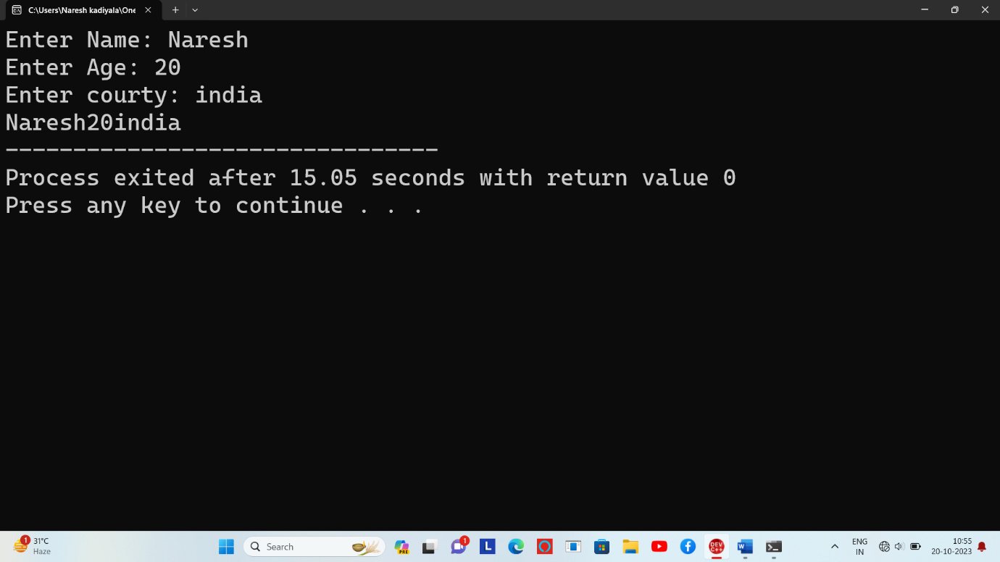 C:\Users\Naresh kadiyala\One
Enter Name: Naresh
Enter Age: 20
Enter courty: india
Naresh20india
--------------------------------
Process exited after 15.05 seconds with return value 0
Press any key to continue . . .
1
31°C
Haze
Search
PRE
1
L
DEV
C++
W
ENG
IN
10:55
20-10-2023